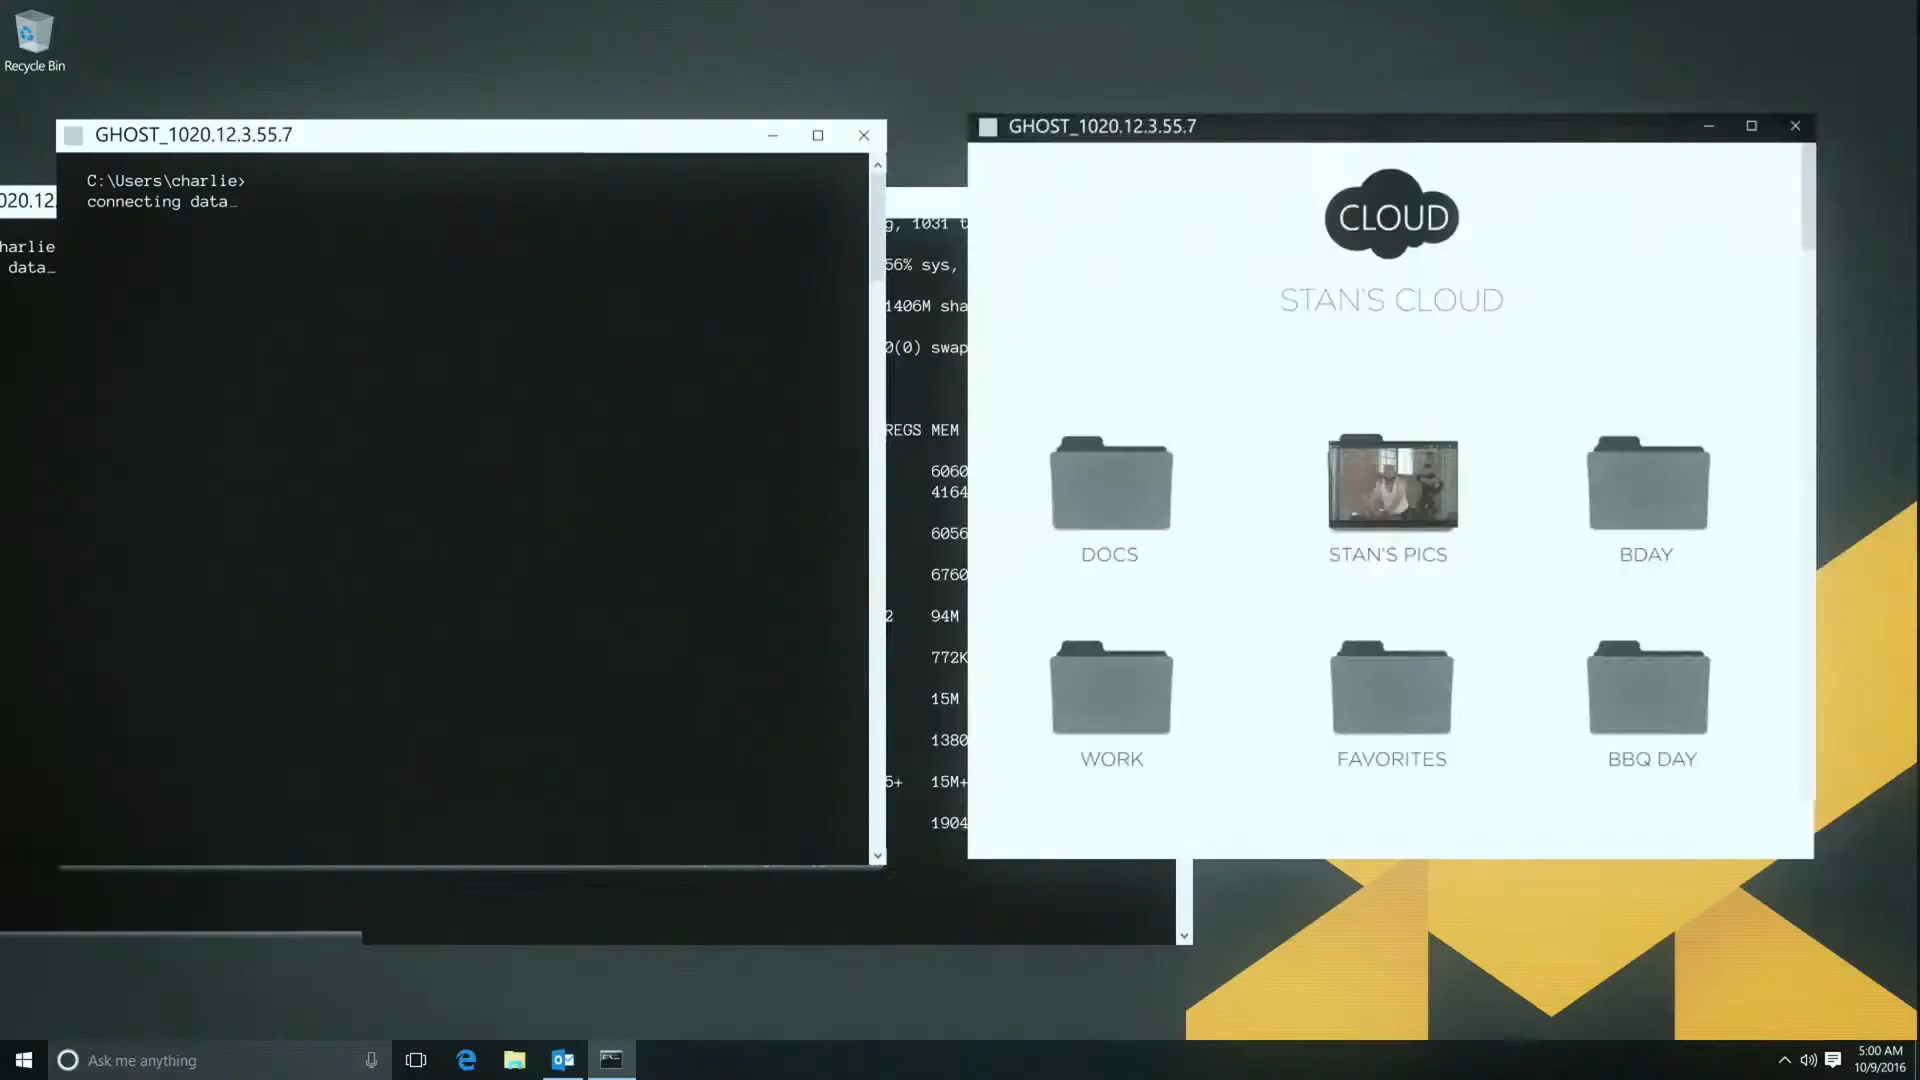 Recycle Bin
GHOST_1020.12.3.55.7
C:\Users\charlie>
connecting data_
020.12.
harlie
data_
g, 1031 t
56% sys,
1406M sha
0(0) swap
REGS MEM
6060
4164
6056
6760
2 94M
772K
15M
1380
5+ 15M+
1904
GHOST_1020.12.3.55.7
CLOUD
STAN'S CLOUD
DOCS
STAN'S PICS
BDAY
WORK
FAVORITES
BBQ DAY
Ask me anything
5:00 AM
10/9/2016